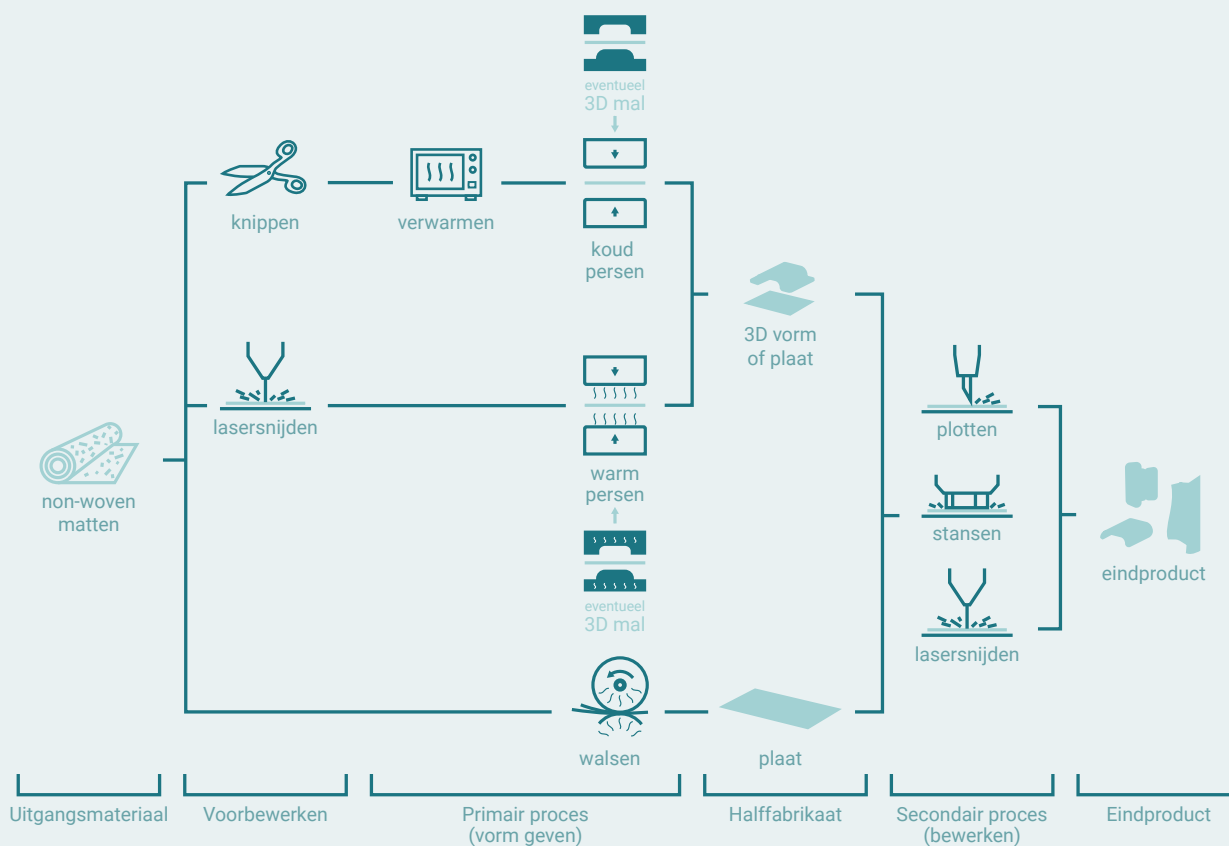 eventueel
3D mal
knippen
verwarmen
koud
persen
3D vorm
of plaat
lasersnijden
plotten
non-woven
matten
warm
persen
stansen
eindproduct
eventueel
3D mal
lasersnijden
walsen
plaat
Uitgangsmateriaal
Voorbewerken
Primair proces
(vorm geven)
Halffabrikaat
Secondair proces
(bewerken)
Eindproduct